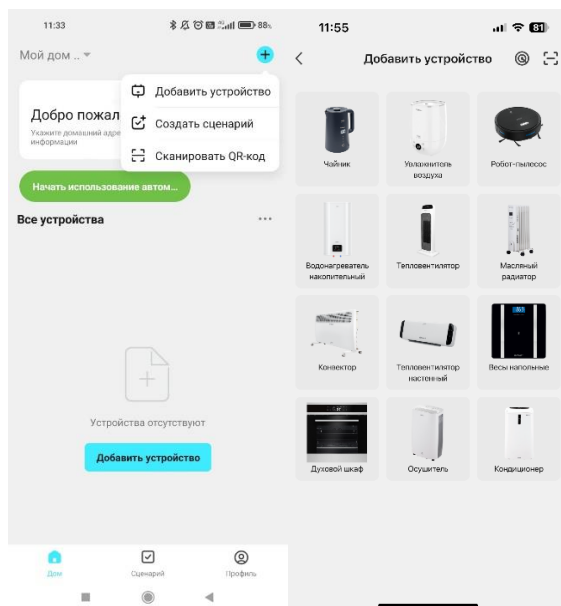 11:33
88%
Мой дом ..
Добавить устройство
Создать сценарий
Сканировать QR-код
Добро пожал
Укажите домашний адре
информации
Начать использование автом...
Все устройства
Устройства отсутствуют
Добавить устройство
Дом
Сценарий
Профиль
11:55
81
Добавить устройство
Чайник
Увлажнитель
воздуха
Робот-пылесос
Водонагреватель
накопительный
Тепловентилятор
Масляный
радиатор
Конвектор
Тепловентилятор
настенный
Весы напольные
Духовой шкаф
Осушитель
Кондиционер